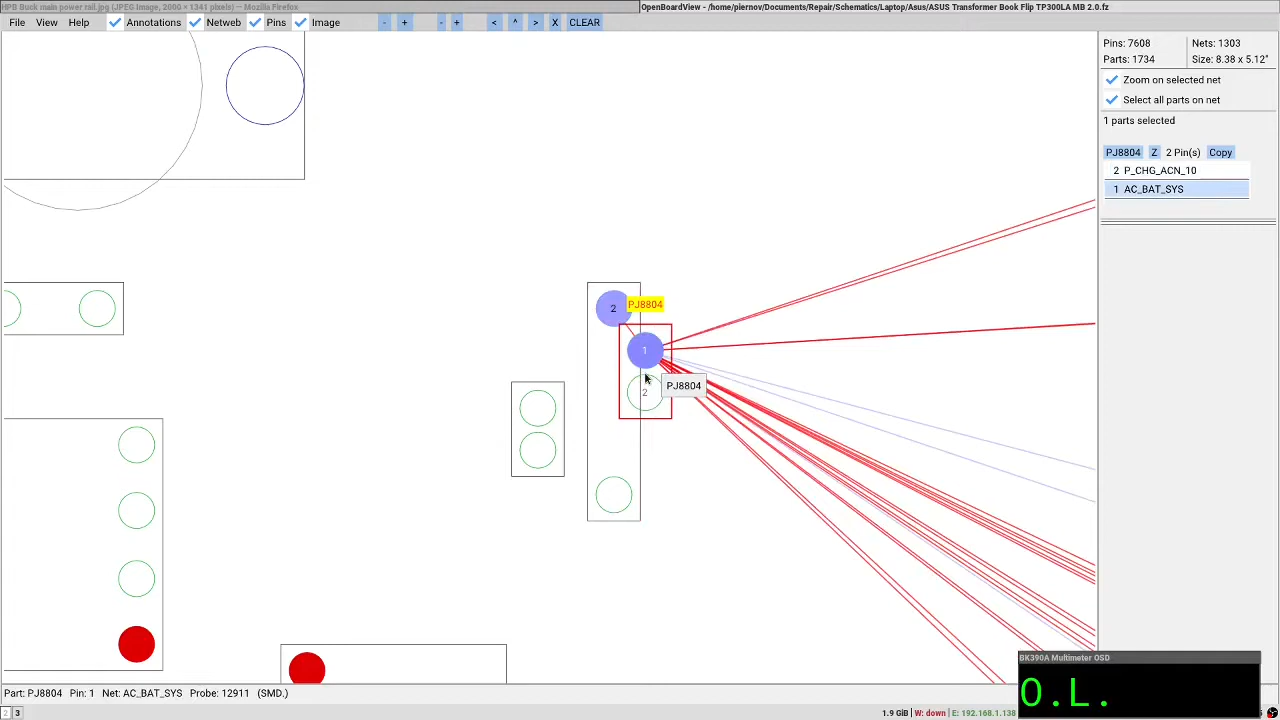 HPB Busk main power rail.jpg (JPEG Image, 2000 × 1341 pixels) — Mozilla Firefox
OpenBoardView - /home/piernov/Documents/Repair/Schematics/Laptop/Asus/ASUS Transformer Book Flip TP300LA MB 2.0.fz
File View Help Annotations Netweb Pins Image - + - + < ^ > X CLEAR
Pins: 7608 Nets: 1303
Parts: 1734 Size: 8.38 x 5.12"
Zoom on selected net
Select all parts on net
1 parts selected
PJ8804 Z 2 Pin(s) Copy
2 P_CHG_ACN_10
1 AC_BAT_SYS
2 PJ8804
1
PJ8804
2
BK390A Multimeter OSD
O.L.
Part: PJ8804 Pin: 1 Net: AC_BAT_SYS Probe: 12911 (SMD.)
2 3
1.9 GiB | W: down | E: 192.168.1.138